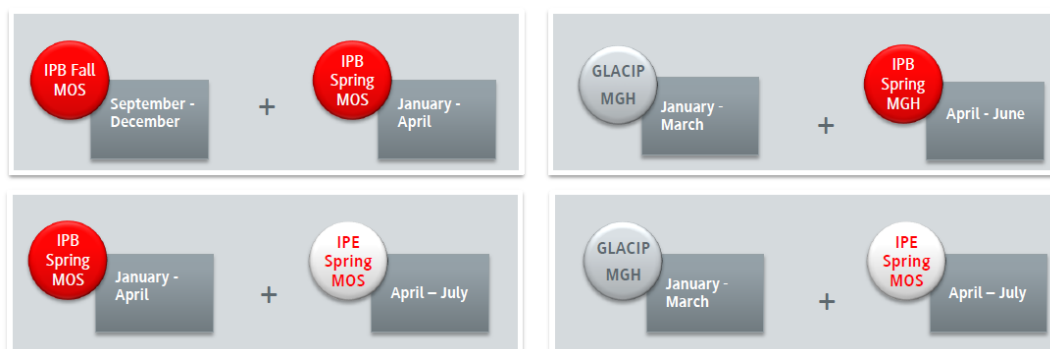 IPB Fall
MOS
September -
December
+
IPB
Spring
MOS
January -
April
GLACIP
MGH
January -
March
+
IPB
Spring
MGH
April - June
IPB
Spring
MOS
January -
April
+
IPE
Spring
MOS
April – July
GLACIP
MGH
January -
March
+
IPE
Spring
MOS
April – July